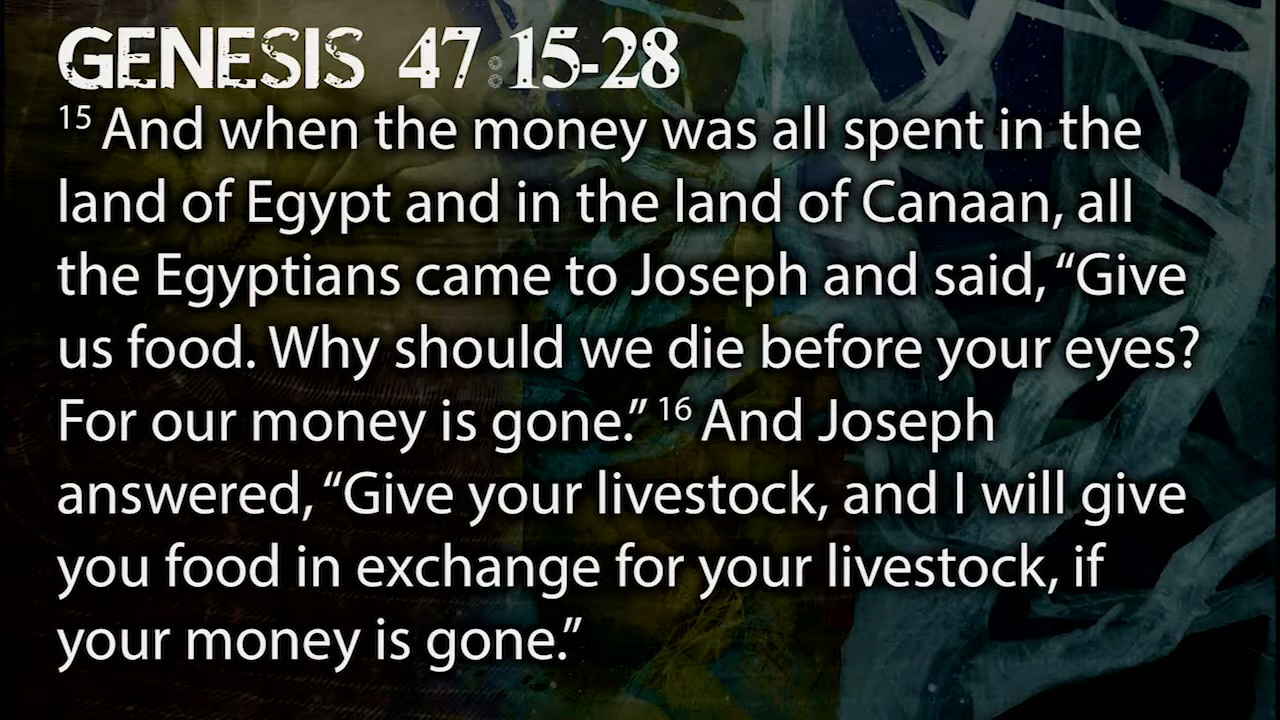 GENESIS 47:15-28
15 And when the money was all spent in the
land of Egypt and in the land of Canaan, all
the Egyptians came to Joseph and said, “Give
us food. Why should we die before your eyes?
For our money is gone.” 16 And Joseph
answered, “Give your livestock, and I will give
you food in exchange for your livestock, if
your money is gone.”